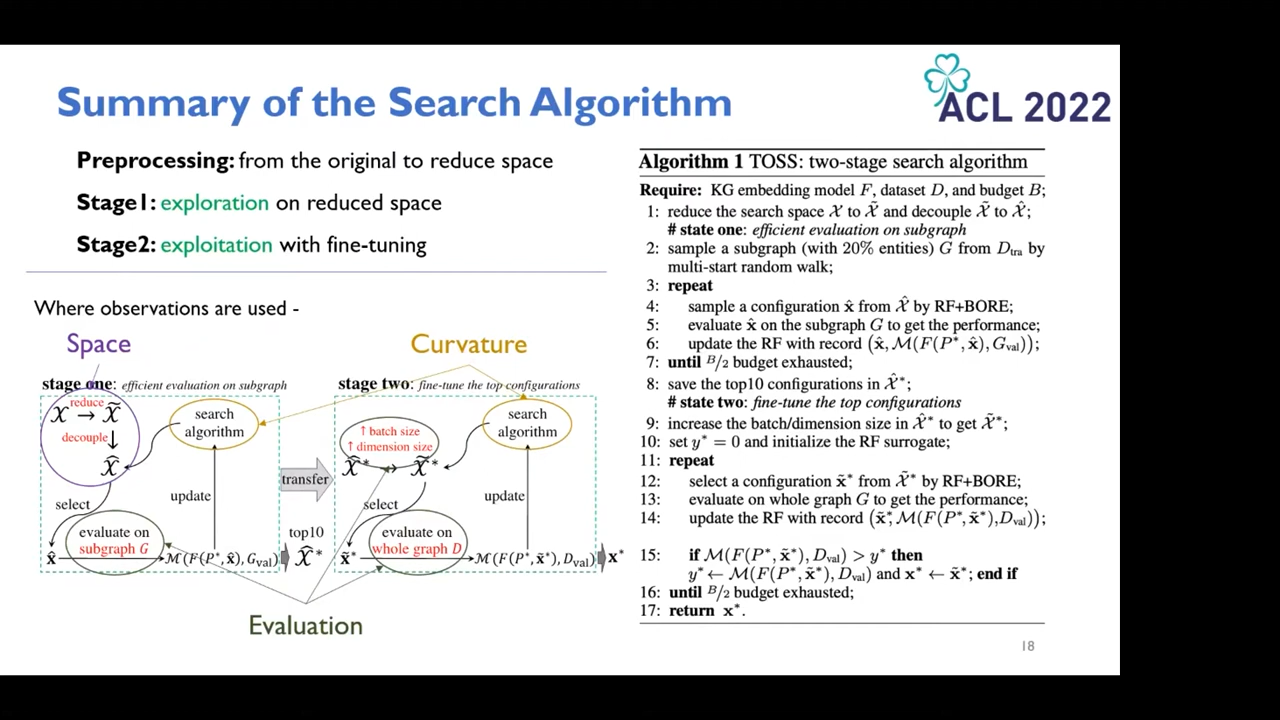 Summary of the Search Algorithm
ACL 2022
Preprocessing: from the original to reduce space
Stage1: exploration on reduced space
Stage2: exploitation with fine-tuning
Where observations are used -
Space
Curvature
stage one: efficient evaluation on subgraph
reduce
𝒳 → 𝒳̃
decouple ↓
𝒳̂
search
algorithm
select
update
evaluate on
subgraph G
x̂
ℳ(F(P*, x̂), G_val)
transfer
top10
𝒳̂*
stage two: fine-tune the top configurations
↑ batch size
↑ dimension size
𝒳̂* 𝒳̃*
search
algorithm
select
update
evaluate on
whole graph D
x̃*
ℳ(F(P*, x̃*), D_val)
x*
Evaluation
Algorithm 1 TOSS: two-stage search algorithm
Require: KG embedding model F, dataset D, and budget B;
1: reduce the search space 𝒳 to 𝒳̃ and decouple 𝒳̃ to 𝒳̂;
# state one: efficient evaluation on subgraph
2: sample a subgraph (with 20% entities) G from D_tra by
multi-start random walk;
3: repeat
4: sample a configuration x̂ from 𝒳̂ by RF+BORE;
5: evaluate x̂ on the subgraph G to get the performance;
6: update the RF with record (x̂, ℳ(F(P*, x̂), G_val));
7: until B/2 budget exhausted;
8: save the top10 configurations in 𝒳̂*;
# state two: fine-tune the top configurations
9: increase the batch/dimension size in 𝒳̂* to get 𝒳̃*;
10: set y* = 0 and initialize the RF surrogate;
11: repeat
12: select a configuration x̃* from 𝒳̃* by RF+BORE;
13: evaluate on whole graph G to get the performance;
14: update the RF with record (x̃*, ℳ(F(P*, x̃*), D_val));
15: if ℳ(F(P*, x̃*), D_val) > y* then
y* ← ℳ(F(P*, x̃*), D_val) and x* ← x̃*; end if
16: until B/2 budget exhausted;
17: return x*.
18